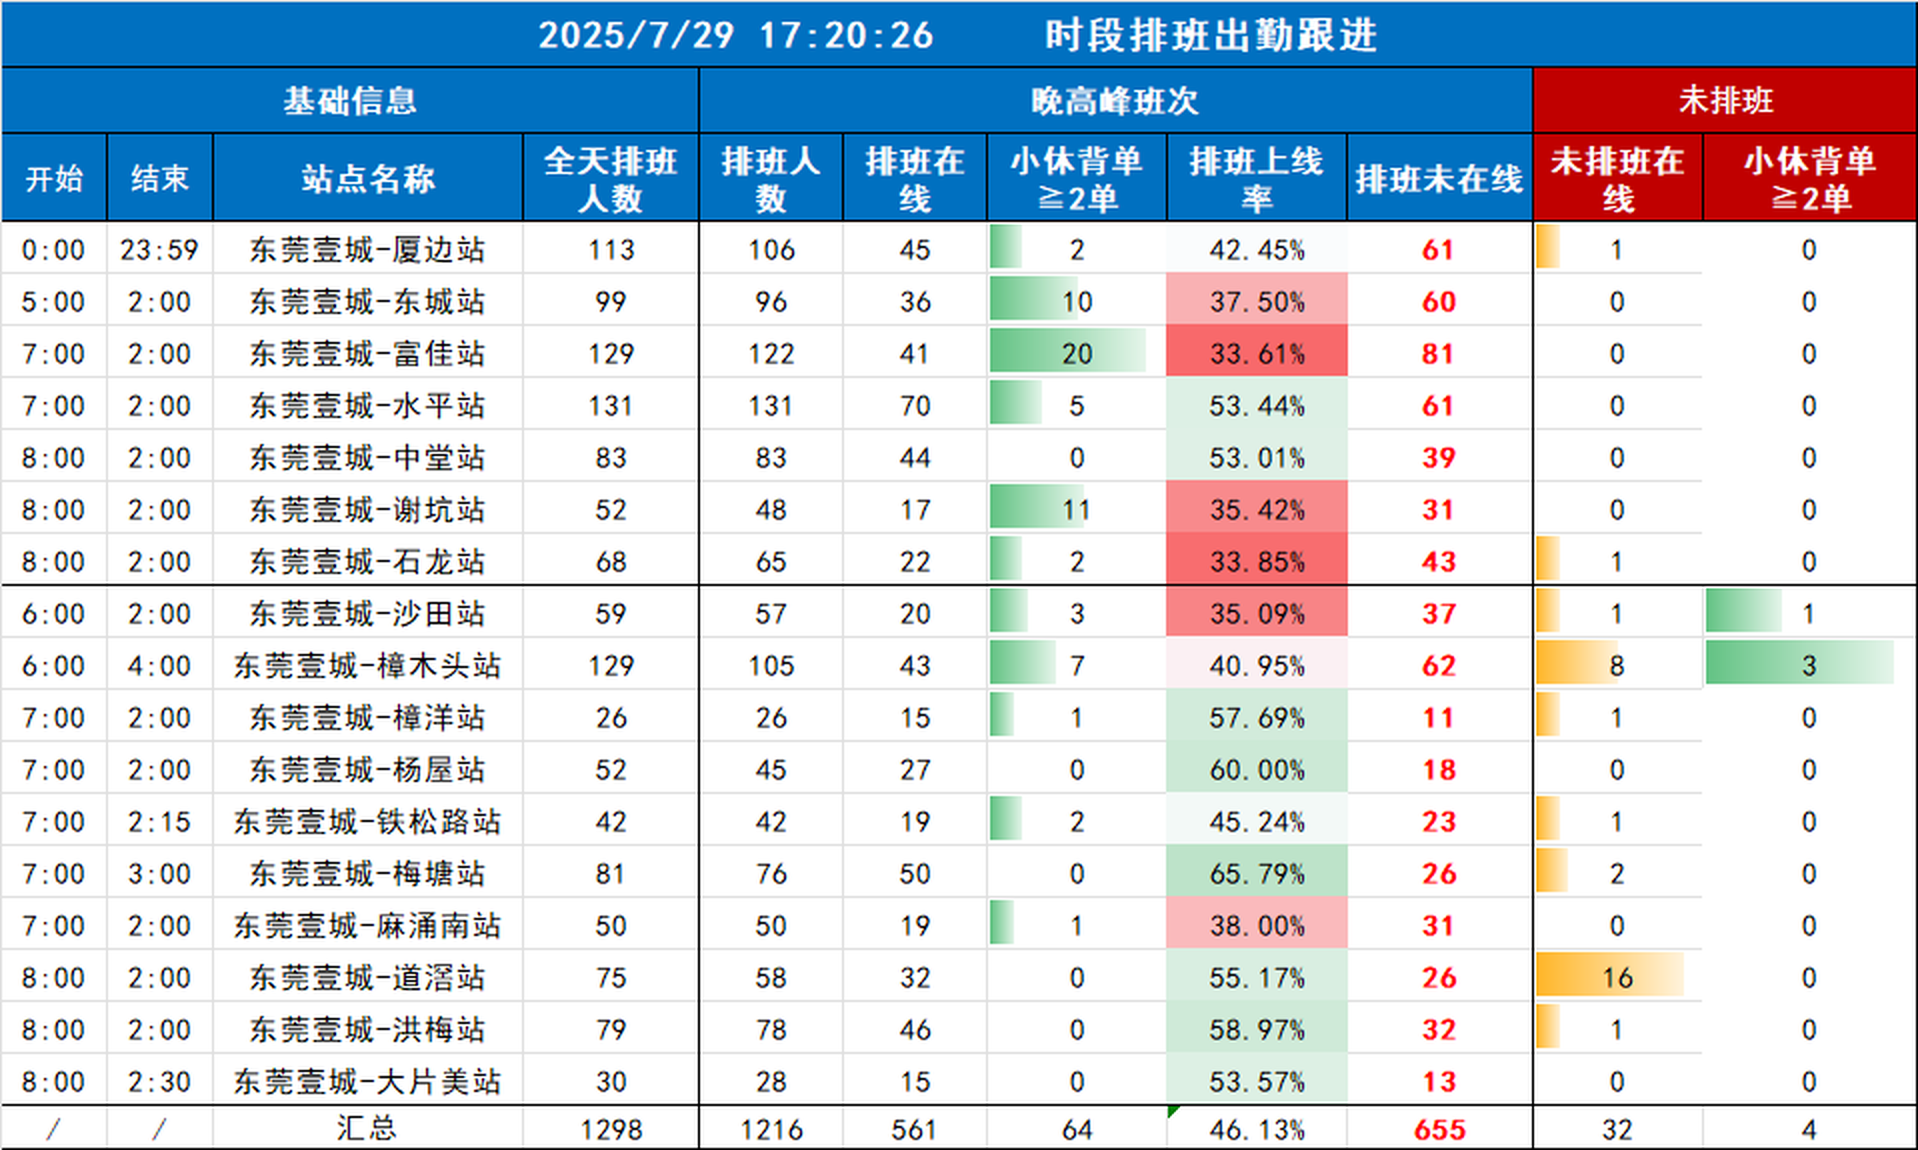 2025/7/29 17:20:26 时段排班出勤跟进
基础信息 晚高峰班次 未排班
开始 结束 站点名称 全天排班人数 排班人数 排班在线 小休背单≧2单 排班上线率 排班未在线 未排班在线 小休背单≧2单
0:00 23:59 东莞壹城-厦边站 113 106 45 2 42.45% 61 1 0
5:00 2:00 东莞壹城-东城站 99 96 36 10 37.50% 60 0 0
7:00 2:00 东莞壹城-富佳站 129 122 41 20 33.61% 81 0 0
7:00 2:00 东莞壹城-水平站 131 131 70 5 53.44% 61 0 0
8:00 2:00 东莞壹城-中堂站 83 83 44 0 53.01% 39 0 0
8:00 2:00 东莞壹城-谢坑站 52 48 17 11 35.42% 31 0 0
8:00 2:00 东莞壹城-石龙站 68 65 22 2 33.85% 43 1 0
6:00 2:00 东莞壹城-沙田站 59 57 20 3 35.09% 37 1 1
6:00 4:00 东莞壹城-樟木头站 129 105 43 7 40.95% 62 8 3
7:00 2:00 东莞壹城-樟洋站 26 26 15 1 57.69% 11 1 0
7:00 2:00 东莞壹城-杨屋站 52 45 27 0 60.00% 18 0 0
7:00 2:15 东莞壹城-铁松路站 42 42 19 2 45.24% 23 1 0
7:00 3:00 东莞壹城-梅塘站 81 76 50 0 65.79% 26 2 0
7:00 2:00 东莞壹城-麻涌南站 50 50 19 1 38.00% 31 0 0
8:00 2:00 东莞壹城-道滘站 75 58 32 0 55.17% 26 16 0
8:00 2:00 东莞壹城-洪梅站 79 78 46 0 58.97% 32 1 0
8:00 2:30 东莞壹城-大片美站 30 28 15 0 53.57% 13 0 0
/ / 汇总 1298 1216 561 64 46.13% 655 32 4